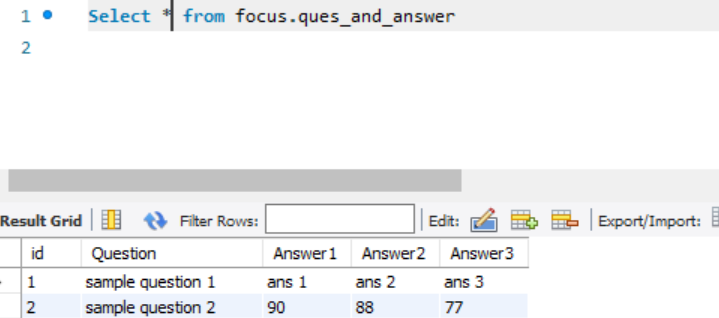 1 Select * from focus.ques_and_answer
2
Result Grid Filter Rows: Edit: Export/Import:
id Question Answer1 Answer2 Answer3
1 sample question 1 ans 1 ans 2 ans 3
2 sample question 2 90 88 77